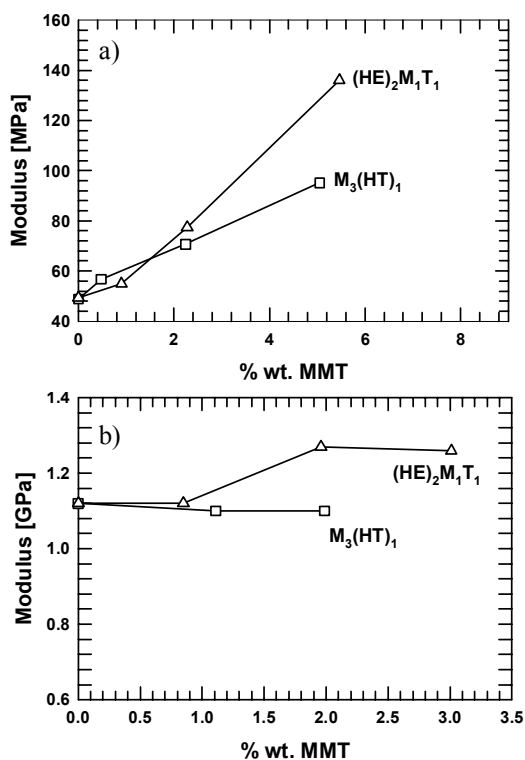 a)
160
140
120
100
80
60
40
Modulus [MPa]
(HE)₂M₁T₁
M₃(HT)₁
0 2 4 6 8
% wt. MMT
b)
1.4
1.2
1.0
0.8
0.6
Modulus [GPa]
(HE)₂M₁T₁
M₃(HT)₁
0.0 0.5 1.0 1.5 2.0 2.5 3.0 3.5
% wt. MMT